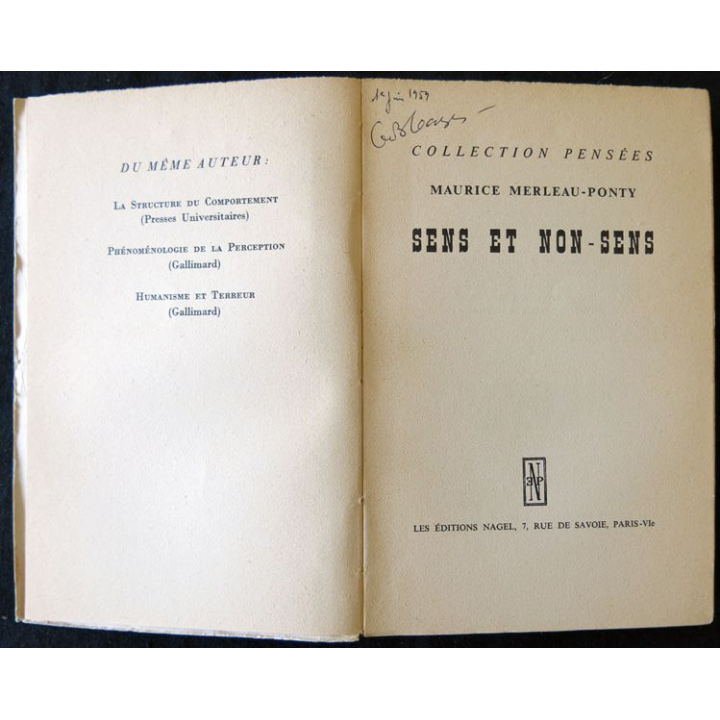 DU MÊME AUTEUR :
LA STRUCTURE DU COMPORTEMENT
(Presses Universitaires)
PHÉNOMÉNOLOGIE DE LA PERCEPTION
(Gallimard)
HUMANISME ET TERREUR
(Gallimard)
1959
COLLECTION PENSÉES
MAURICE MERLEAU-PONTY
SENS ET NON-SENS
LES ÉDITIONS NAGEL, 7, RUE DE SAVOIE, PARIS-VIe